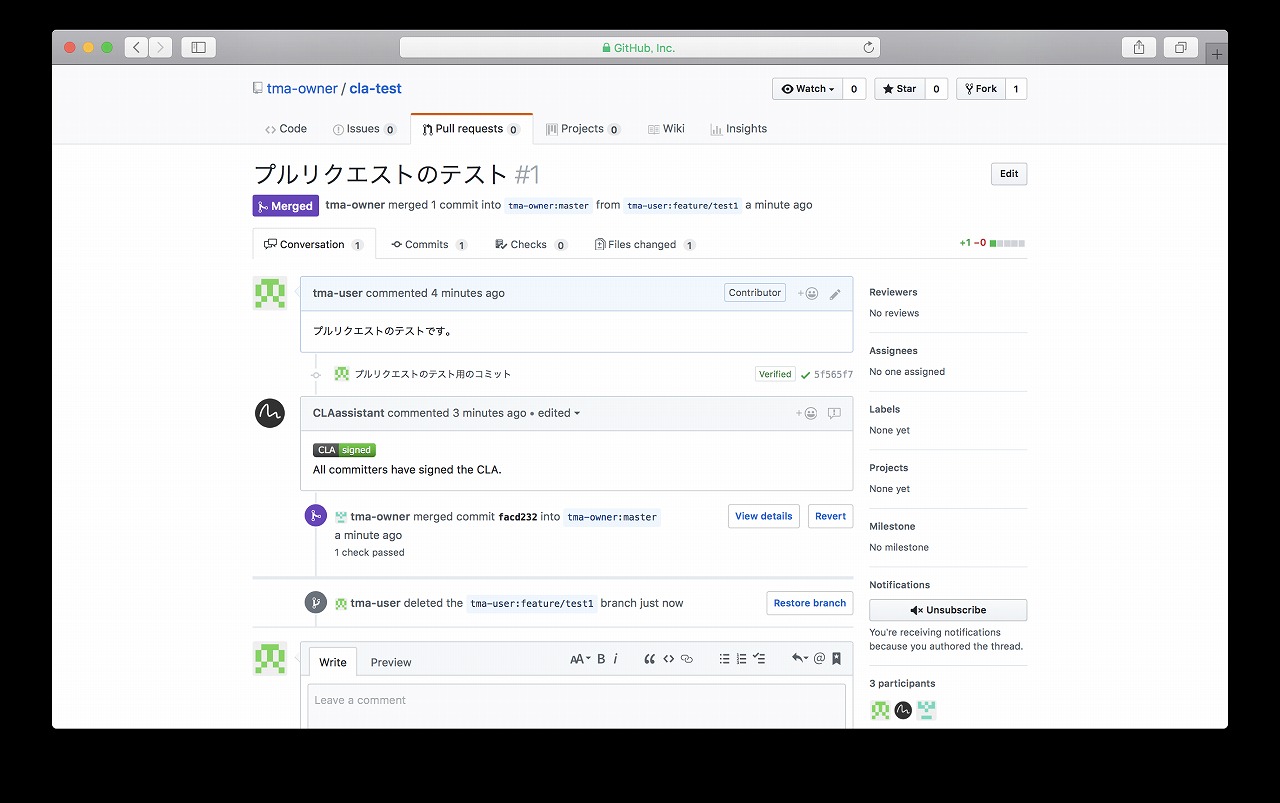 GitHub, Inc.
tma-owner / cla-test
Watch 0 Star 0 Fork 1
Code Issues 0 Pull requests 0 Projects 0 Wiki Insights
プルリクエストのテスト #1
Edit
Merged tma-owner merged 1 commit into tma-owner:master from tma-user:feature/test1 a minute ago
Conversation 1 Commits 1 Checks 0 Files changed 1 +1 −0
tma-user commented 4 minutes ago Contributor
プルリクエストのテストです。
プルリクエストのテスト用のコミット Verified 5f565f7
CLAassistant commented 3 minutes ago • edited
CLA signed
All committers have signed the CLA.
tma-owner merged commit facd232 into tma-owner:master View details Revert
a minute ago
1 check passed
tma-user deleted the tma-user:feature/test1 branch just now Restore branch
Write Preview AA B i
Leave a comment
Reviewers
No reviews
Assignees
No one assigned
Labels
None yet
Projects
None yet
Milestone
No milestone
Notifications
Unsubscribe
You're receiving notifications
because you authored the thread.
3 participants